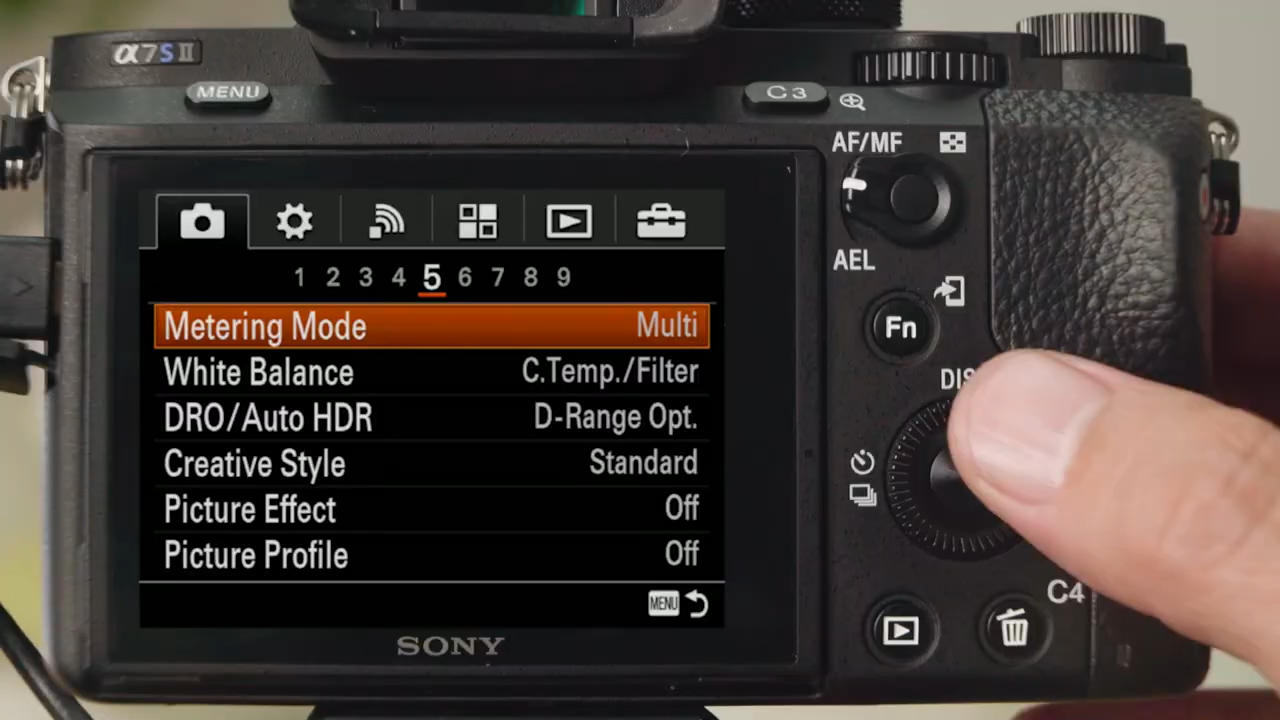 α7SII
MENU
C3
AF/MF
1 2 3 4 5 6 7 8 9
AEL
Metering Mode Multi
Fn
White Balance C.Temp./Filter
DRO/Auto HDR D-Range Opt.
Creative Style Standard
Picture Effect Off
Picture Profile Off
C4
MENU
SONY